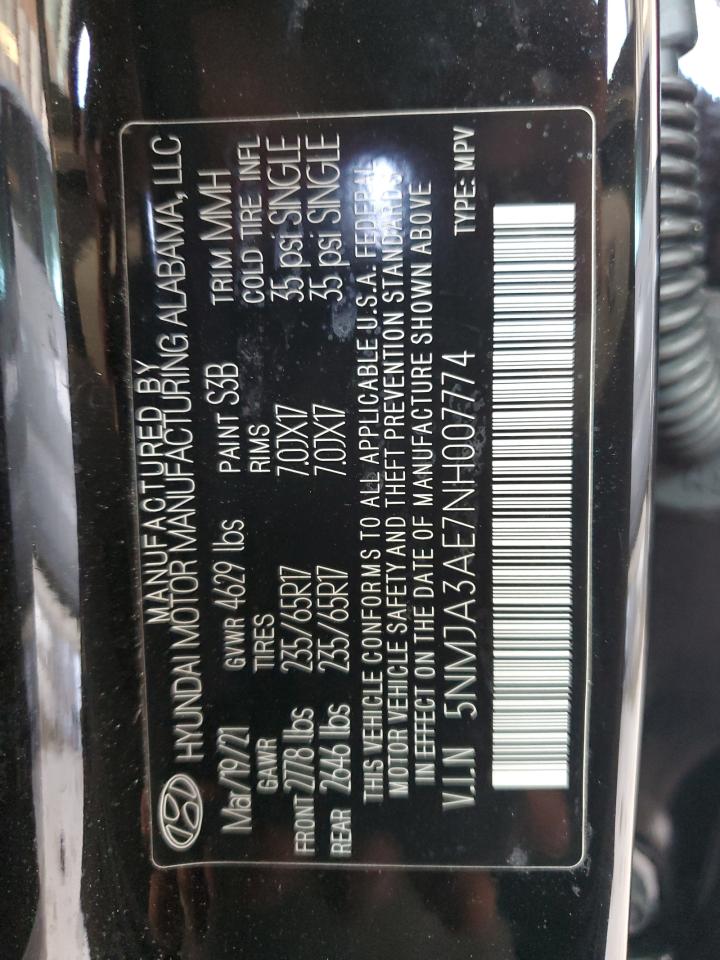 MANUFACTURED BY
HYUNDAI MOTOR MANUFACTURING ALABAMA, LLC
Mar/19/21 GVWR 4629 lbs PAINT S3B TRIM MMH
GAWR TIRES RIMS COLD TIRE INFL
FRONT 2778 lbs 235/65R17 7.0JX17 35 psi SINGLE
REAR 2646 lbs 235/65R17 7.0JX17 35 psi SINGLE
THIS VEHICLE CONFORMS TO ALL APPLICABLE U.S.A. FEDERAL
MOTOR VEHICLE SAFETY AND THEFT PREVENTION STANDARDS
IN EFFECT ON THE DATE OF MANUFACTURE SHOWN ABOVE
V.I.N 5NMJA3AE7NH007774 TYPE: MPV